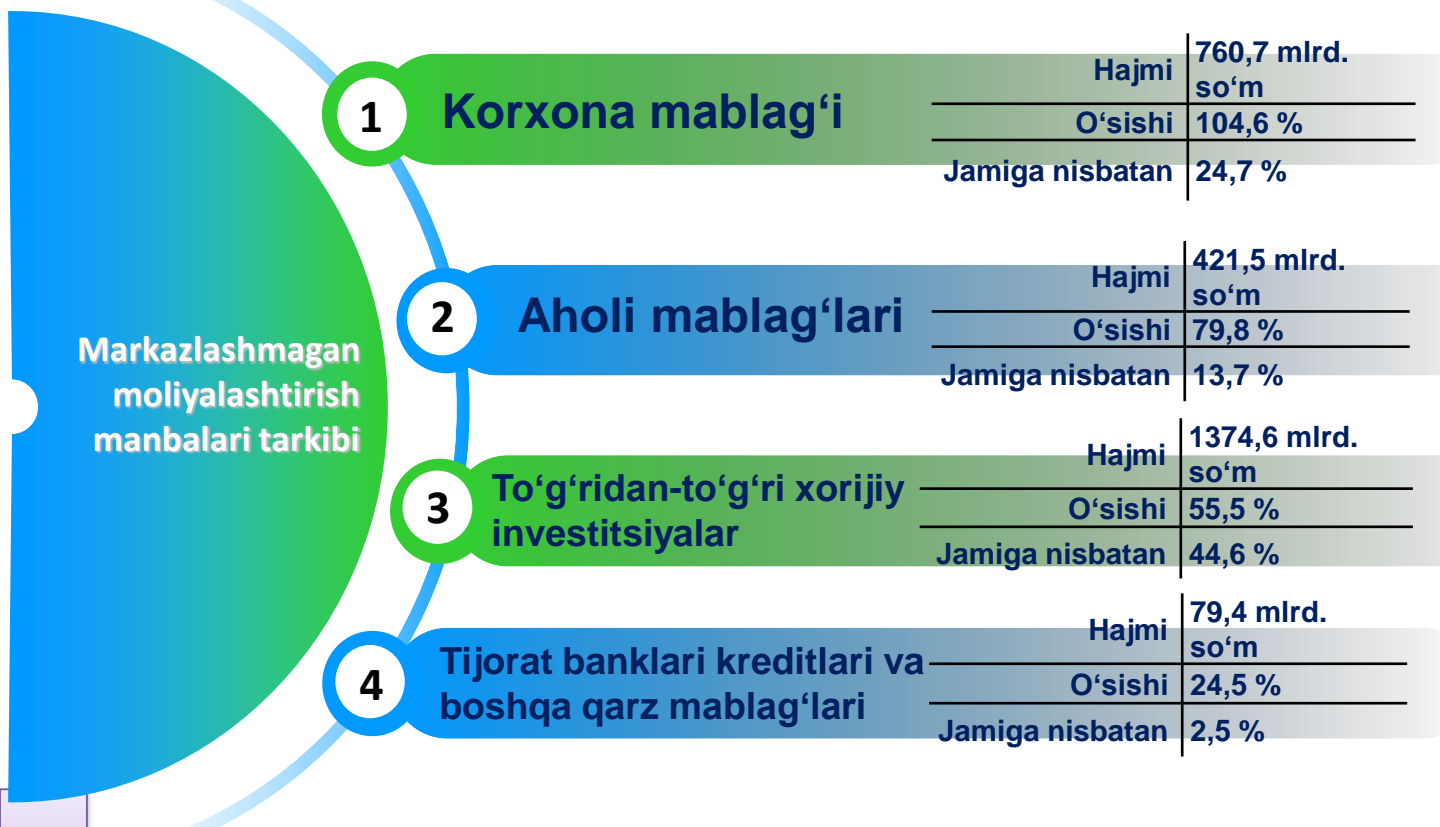 Markazlashmagan
moliyalashtirish
manbalari tarkibi
1
Korxona mablag‘i
Hajmi
760,7 mlrd.
so‘m
O‘sishi
104,6 %
Jamiga nisbatan
24,7 %
2
Aholi mablag‘lari
Hajmi
421,5 mlrd.
so‘m
O‘sishi
79,8 %
Jamiga nisbatan
13,7 %
3
To‘g‘ridan-to‘g‘ri xorijiy
investitsiyalar
Hajmi
1374,6 mlrd.
so‘m
O‘sishi
55,5 %
Jamiga nisbatan
44,6 %
4
Tijorat banklari kreditlari va
boshqa qarz mablag‘lari
Hajmi
79,4 mlrd.
so‘m
O‘sishi
24,5 %
Jamiga nisbatan
2,5 %